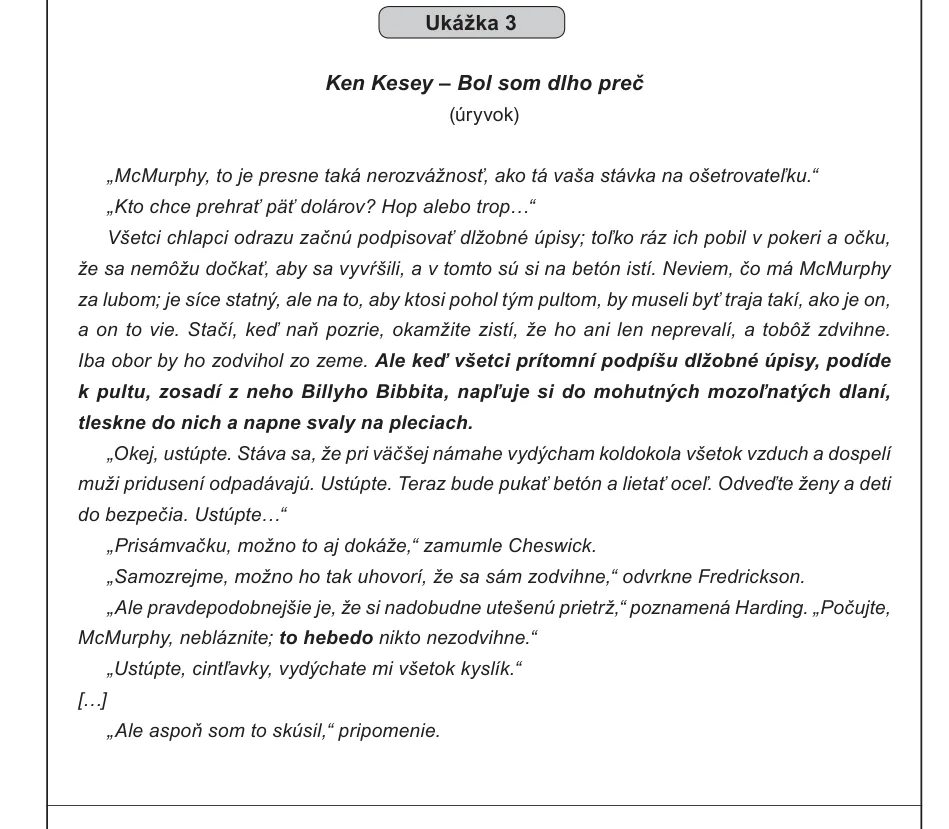 Ukážka 3
Ken Kesey – Bol som dlho preč
(úryvok)
„McMurphy, to je presne taká nerozvážnosť, ako tá vaša stávka na ošetrovateľku.“
„Kto chce prehrať päť dolárov? Hop alebo trop…“
Všetci chlapci odrazu začnú podpisovať dlžobné úpisy; toľko ráz ich pobil v pokeri a očku,
že sa nemôžu dočkať, aby sa vyvŕšili, a v tomto sú si na betón istí. Neviem, čo má McMurphy
za lubom; je síce statný, ale na to, aby ktosi pohol tým pultom, by museli byť traja takí, ako je on,
a on to vie. Stačí, keď naň pozrie, okamžite zistí, že ho ani len neprevalí, a tobôž zdvihne.
Iba obor by ho zodvihol zo zeme. Ale keď všetci prítomní podpíšu dlžobné úpisy, podíde
k pultu, zosadí z neho Billyho Bibbita, napľuje si do mohutných mozoľnatých dlaní,
tleskne do nich a napne svaly na pleciach.
„Okej, ustúpte. Stáva sa, že pri väčšej námahe vydýcham koldokola všetok vzduch a dospelí
muži pridusení odpadávajú. Ustúpte. Teraz bude pukať betón a lietať oceľ. Odveďte ženy a deti
do bezpečia. Ustúpte…“
„Prisámvačku, možno to aj dokáže,“ zamumle Cheswick.
„Samozrejme, možno ho tak uhovorí, že sa sám zodvihne,“ odvrkne Fredrickson.
„Ale pravdepodobnejšie je, že si nadobudne utešenú prietrž,“ poznamená Harding. „Počujte,
McMurphy, nebláznite; to hebedo nikto nezodvihne.“
„Ustúpte, cintľavky, vydýchate mi všetok kyslík.“
[…]
„Ale aspoň som to skúsil,“ pripomenie.